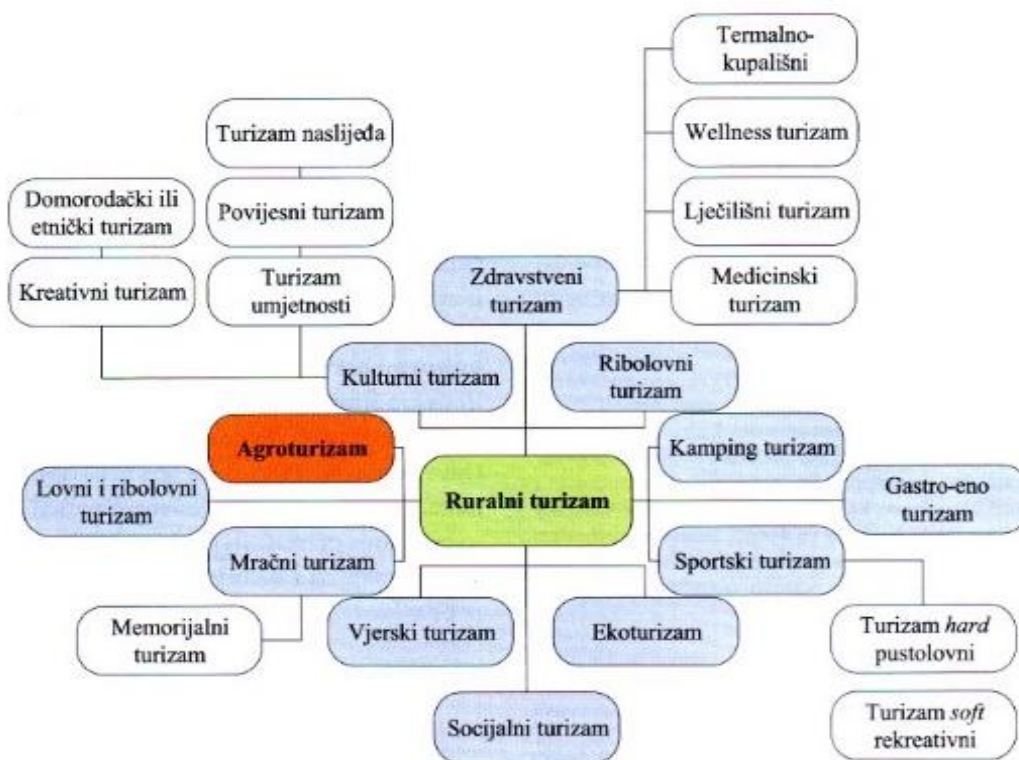 Termalno-
kupališni
Turizam naslijeđa
Wellness turizam
Domorodački ili
etnički turizam
Povijesni turizam
Lječilišni turizam
Kreativni turizam
Turizam
umjetnosti
Zdravstveni
turizam
Medicinski
turizam
Kulturni turizam
Ribolovni
turizam
Agroturizam
Kamping turizam
Lovni i ribolovni
turizam
Ruralni turizam
Gastro-eno
turizam
Mračni turizam
Sportski turizam
Memorijalni
turizam
Vjerski turizam
Ekoturizam
Turizam hard
pustolovni
Socijalni turizam
Turizam soft
rekreativni